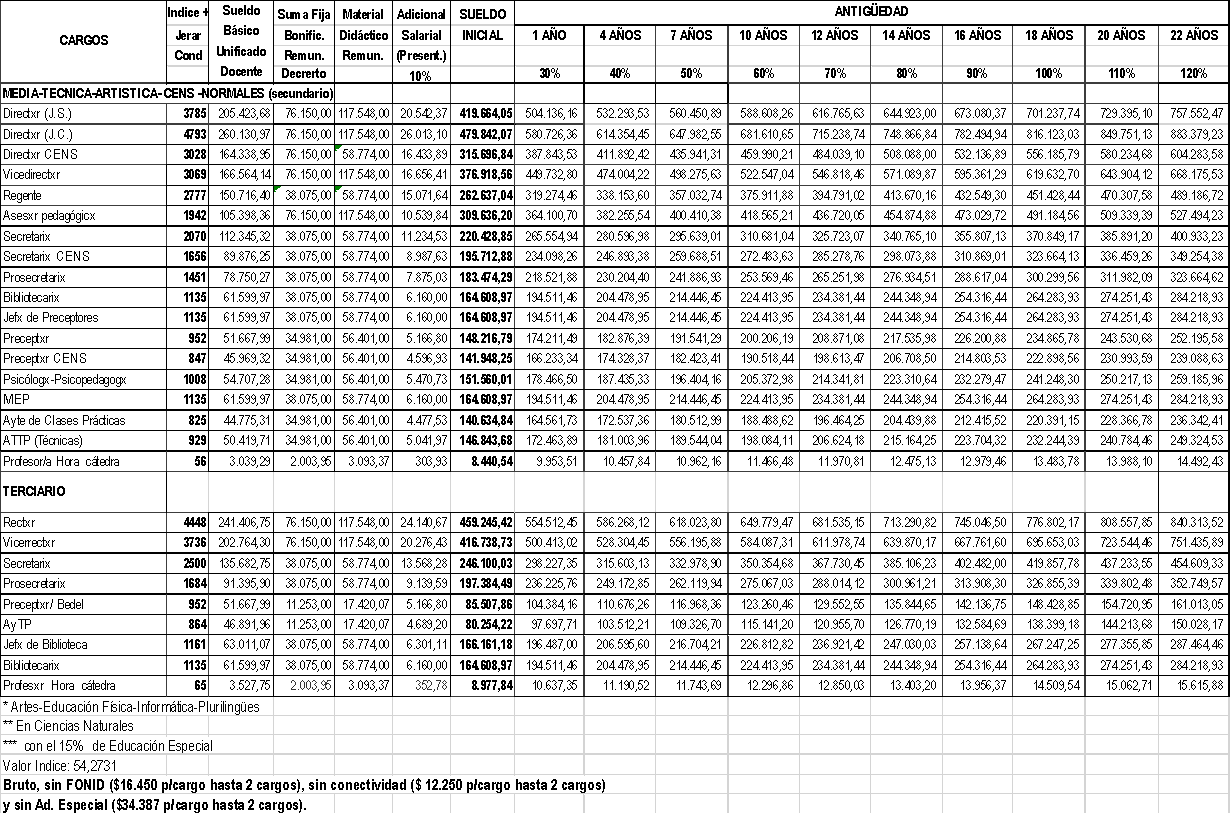 CARGOS Indice + Jerar Cond Sueldo Básico Unificado Docente Suma Fija Bonific. Remun. Decrerto Material Didáctico Remun. Adicional Salarial (Present.) 10% SUELDO INICIAL ANTIGÜEDAD
1 AÑO 4 AÑOS 7 AÑOS 10 AÑOS 12 AÑOS 14 AÑOS 16 AÑOS 18 AÑOS 20 AÑOS 22 AÑOS
30% 40% 50% 60% 70% 80% 90% 100% 110% 120%
MEDIA-TECNICA-ARTISTICA-CENS -NORMALES (secundario)
Directxr (J.S.) 3785 205.423,68 76.150,00 117.548,00 20.542,37 419.664,05 504.136,16 532.293,53 560.450,89 588.608,26 616.765,63 644.923,00 673.080,37 701.237,74 729.395,10 757.552,47
Directxr (J.C.) 4793 260.130,97 76.150,00 117.548,00 26.013,10 479.842,07 580.726,36 614.354,45 647.982,55 681.610,65 715.238,74 748.866,84 782.494,94 816.123,03 849.751,13 883.379,23
Directxr CENS 3028 164.338,95 76.150,00 58.774,00 16.433,89 315.696,84 387.843,53 411.892,42 435.941,31 459.990,21 484.039,10 508.088,00 532.136,89 556.185,79 580.234,68 604.283,58
Vicedirectxr 3069 166.564,14 76.150,00 117.548,00 16.656,41 376.918,56 449.732,80 474.004,22 498.275,63 522.547,04 546.818,46 571.089,87 595.361,29 619.632,70 643.904,12 668.175,53
Regente 2777 150.716,40 38.075,00 58.774,00 15.071,64 262.637,04 319.274,46 338.153,60 357.032,74 375.911,88 394.791,02 413.670,16 432.549,30 451.428,44 470.307,58 489.186,72
Asesxr pedagógicx 1942 105.398,36 76.150,00 117.548,00 10.539,84 309.636,20 364.100,70 382.255,54 400.410,38 418.565,21 436.720,05 454.874,88 473.029,72 491.184,56 509.339,39 527.494,23
Secretarix 2070 112.345,32 38.075,00 58.774,00 11.234,53 220.428,85 265.554,94 280.596,98 295.639,01 310.681,04 325.723,07 340.765,10 355.807,13 370.849,17 385.891,20 400.933,23
Secretarix CENS 1656 89.876,25 38.075,00 58.774,00 8.987,63 195.712,88 234.098,26 246.893,38 259.688,51 272.483,63 285.278,76 298.073,88 310.869,01 323.664,13 336.459,26 349.254,38
Prosecretarix 1451 78.750,27 38.075,00 58.774,00 7.875,03 183.474,29 218.521,88 230.204,40 241.886,93 253.569,46 265.251,98 276.934,51 288.617,04 300.299,56 311.982,09 323.664,62
Bibliotecarix 1135 61.599,97 38.075,00 58.774,00 6.160,00 164.608,97 194.511,46 204.478,95 214.446,45 224.413,95 234.381,44 244.348,94 254.316,44 264.283,93 274.251,43 284.218,93
Jefx de Preceptores 1135 61.599,97 38.075,00 58.774,00 6.160,00 164.608,97 194.511,46 204.478,95 214.446,45 224.413,95 234.381,44 244.348,94 254.316,44 264.283,93 274.251,43 284.218,93
Preceptxr 952 51.667,99 34.981,00 56.401,00 5.166,80 148.216,79 174.211,49 182.876,39 191.541,29 200.206,19 208.871,08 217.535,98 226.200,88 234.865,78 243.530,68 252.195,58
Preceptxr CENS 847 45.969,32 34.981,00 56.401,00 4.596,93 141.948,25 166.233,34 174.328,37 182.423,41 190.518,44 198.613,47 206.708,50 214.803,53 222.898,56 230.993,59 239.088,63
Psicólogx-Psicopedagogx 1008 54.707,28 34.981,00 56.401,00 5.470,73 151.560,01 178.466,50 187.435,33 196.404,16 205.372,98 214.341,81 223.310,64 232.279,47 241.248,30 250.217,13 259.185,96
MEP 1135 61.599,97 38.075,00 58.774,00 6.160,00 164.608,97 194.511,46 204.478,95 214.446,45 224.413,95 234.381,44 244.348,94 254.316,44 264.283,93 274.251,43 284.218,93
Ayte de Clases Prácticas 825 44.775,31 34.981,00 56.401,00 4.477,53 140.634,84 164.561,73 172.537,36 180.512,99 188.488,62 196.464,25 204.439,88 212.415,52 220.391,15 228.366,78 236.342,41
ATTP (Técnicas) 929 50.419,71 34.981,00 56.401,00 5.041,97 146.843,68 172.463,89 181.003,96 189.544,04 198.084,11 206.624,18 215.164,25 223.704,32 232.244,39 240.784,46 249.324,53
Profesor/a Hora cátedra 56 3.039,29 2.003,95 3.093,37 303,93 8.440,54 9.953,51 10.457,84 10.962,16 11.466,48 11.970,81 12.475,13 12.979,46 13.483,78 13.988,10 14.492,43
TERCIARIO
Rectxr 4448 241.406,75 76.150,00 117.548,00 24.140,67 459.245,42 554.512,45 586.268,12 618.023,80 649.779,47 681.535,15 713.290,82 745.046,50 776.802,17 808.557,85 840.313,52
Vicerrectxr 3736 202.764,30 76.150,00 117.548,00 20.276,43 416.738,73 500.413,02 528.304,45 556.195,88 584.087,31 611.978,74 639.870,17 667.761,60 695.653,03 723.544,46 751.435,89
Secretarix 2500 135.682,75 38.075,00 58.774,00 13.568,28 246.100,03 298.227,35 315.603,13 332.978,90 350.354,68 367.730,45 385.106,23 402.482,00 419.857,78 437.233,55 454.609,33
Prosecretarix 1684 91.395,90 38.075,00 58.774,00 9.139,59 197.384,49 236.225,76 249.172,85 262.119,94 275.067,03 288.014,12 300.961,21 313.908,30 326.855,39 339.802,48 352.749,57
Preceptxr/ Bedel 952 51.667,99 11.253,00 17.420,07 5.166,80 85.507,86 104.384,16 110.676,26 116.968,36 123.260,46 129.552,55 135.844,65 142.136,75 148.428,85 154.720,95 161.013,05
Ay TP 864 46.891,96 11.253,00 17.420,07 4.689,20 80.254,22 97.697,71 103.512,21 109.326,70 115.141,20 120.955,70 126.770,19 132.584,69 138.399,18 144.213,68 150.028,17
Jefx de Biblioteca 1161 63.011,07 38.075,00 58.774,00 6.301,11 166.161,18 196.487,00 206.595,60 216.704,21 226.812,82 236.921,42 247.030,03 257.138,64 267.247,25 277.355,85 287.464,46
Bibliotecarix 1135 61.599,97 38.075,00 58.774,00 6.160,00 164.608,97 194.511,46 204.478,95 214.446,45 224.413,95 234.381,44 244.348,94 254.316,44 264.283,93 274.251,43 284.218,93
Profesxr Hora cátedra 65 3.527,75 2.003,95 3.093,37 352,78 8.977,84 10.637,35 11.190,52 11.743,69 12.296,86 12.850,03 13.403,20 13.956,37 14.509,54 15.062,71 15.615,88
* Artes-Educación Física-Informática-Plurilingües
** En Ciencias Naturales
*** con el 15% de Educación Especial
Valor Indice: 54,2731
Bruto, sin FONID ($16.450 p/cargo hasta 2 cargos), sin conectividad ($ 12.250 p/cargo hasta 2 cargos)
y sin Ad. Especial ($34.387 p/cargo hasta 2 cargos).